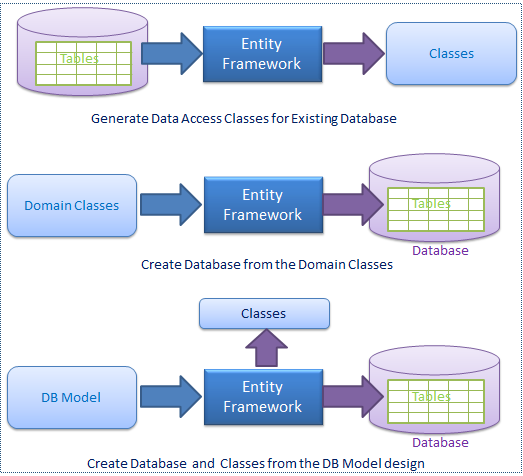 Tables
Entity
Framework
Classes
Generate Data Access Classes for Existing Database
Domain Classes
Entity
Framework
Tables
Database
Create Database from the Domain Classes
Classes
DB Model
Entity
Framework
Tables
Database
Create Database and Classes from the DB Model design